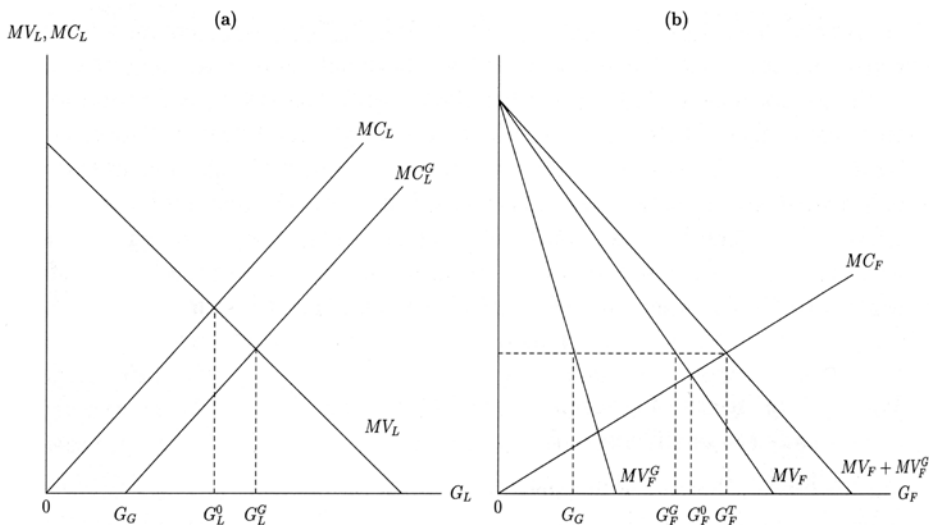 (a)
MV_L, MC_L
MC_L
MC_L^G
MV_L
0
G_G
G_L^0
G_L^G
G_L
(b)
MC_F
MV_F^G
MV_F
MV_F + MV_F^G
0
G_G
G_F^G
G_F^0
G_F^T
G_F